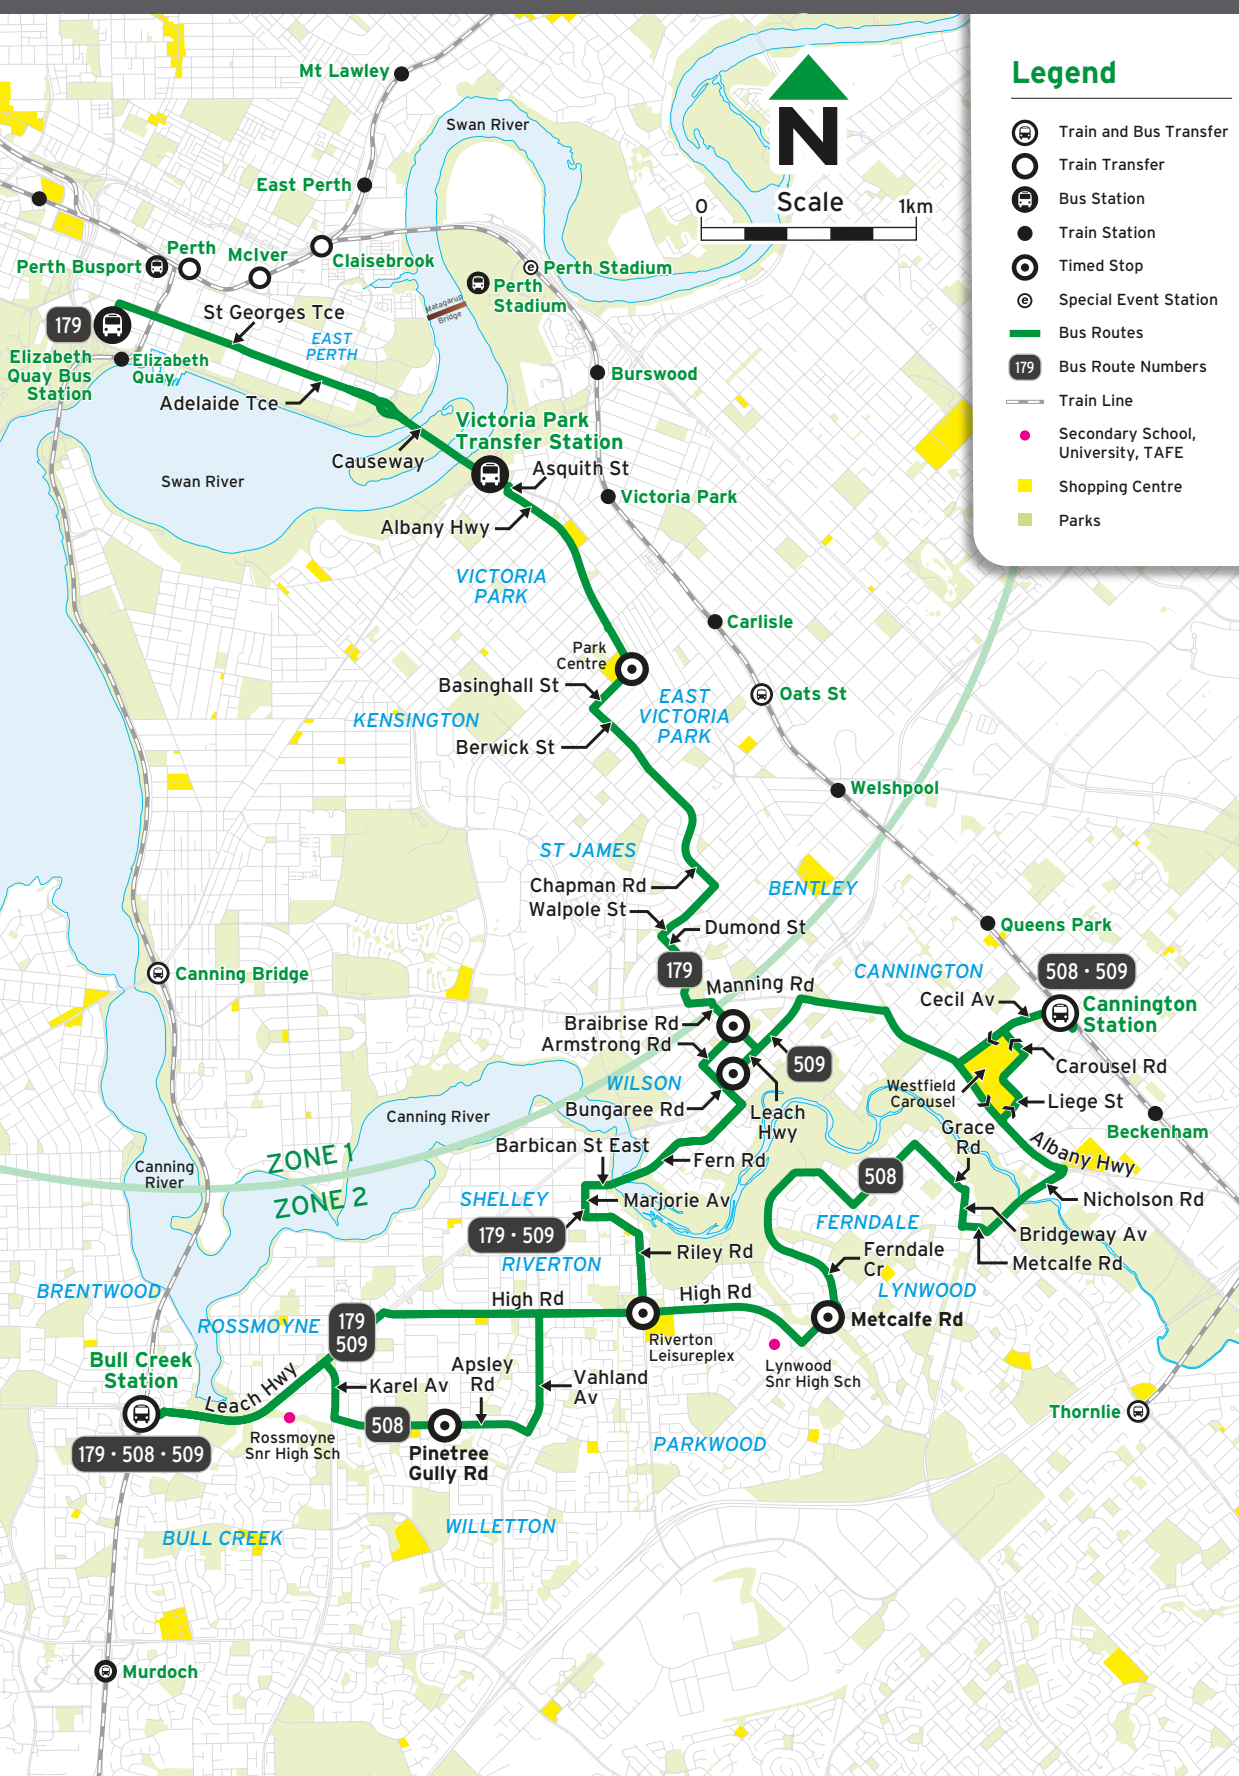 Legend
Train and Bus Transfer
Train Transfer
Bus Station
Train Station
Timed Stop
e
Special Event Station
Bus Routes
179
Bus Route Numbers
Train Line
Secondary School,
University, TAFE
Shopping Centre
Parks
N
Scale
0
1km
Mt Lawley
Swan River
East Perth
Perth
McIver
Claisebrook
Perth Busport
e
Perth Stadium
Perth
Stadium
Matagarup
Bridge
179
St Georges Tce
EAST
PERTH
Elizabeth
Quay Bus
Station
Elizabeth
Quay
Burswood
Adelaide Tce
Victoria Park
Transfer Station
Causeway
Asquith St
Swan River
Victoria Park
Albany Hwy
VICTORIA
PARK
Carlisle
Park
Centre
Basinghall St
EAST
VICTORIA
PARK
Oats St
KENSINGTON
Berwick St
Welshpool
ST JAMES
Chapman Rd
BENTLEY
Walpole St
Dumond St
Queens Park
179
Canning Bridge
Manning Rd
CANNINGTON
508 • 509
Cecil Av
Cannington
Station
Braibrise Rd
Armstrong Rd
509
Carousel Rd
WILSON
Westfield
Carousel
Liege St
Bungaree Rd
Leach
Hwy
Canning River
Grace
Rd
Beckenham
Barbican St East
Albany Hwy
ZONE 1
Fern Rd
Canning
River
508
ZONE 2
SHELLEY
Marjorie Av
Nicholson Rd
179 • 509
FERNDALE
Bridgeway Av
Riley Rd
Ferndale
Cr
Metcalfe Rd
RIVERTON
BRENTWOOD
High Rd
High Rd
LYNWOOD
ROSSMOYNE
179
509
Metcalfe Rd
Riverton
Leisureplex
Lynwood
Snr High Sch
Bull Creek
Station
Apsley
Rd
Leach Hwy
Karel Av
Vahland
Av
508
Thornlie
Rossmoyne
Snr High Sch
Pinetree
Gully Rd
179 • 508 • 509
PARKWOOD
BULL CREEK
WILLETTON
Murdoch